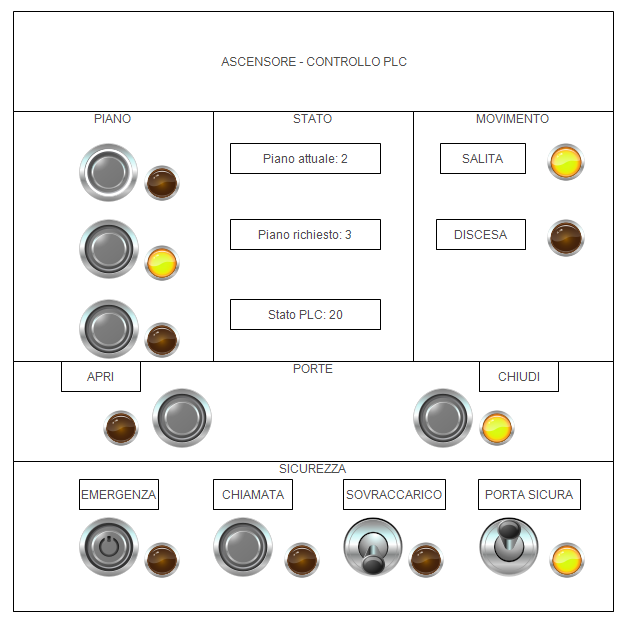 ASCENSORE - CONTROLLO PLC
PIANO
STATO
MOVIMENTO
Piano attuale: 2
SALITA
Piano richiesto: 3
DISCESA
Stato PLC: 20
PORTE
APRI
CHIUDI
SICUREZZA
EMERGENZA
CHIAMATA
SOVRACCARICO
PORTA SICURA